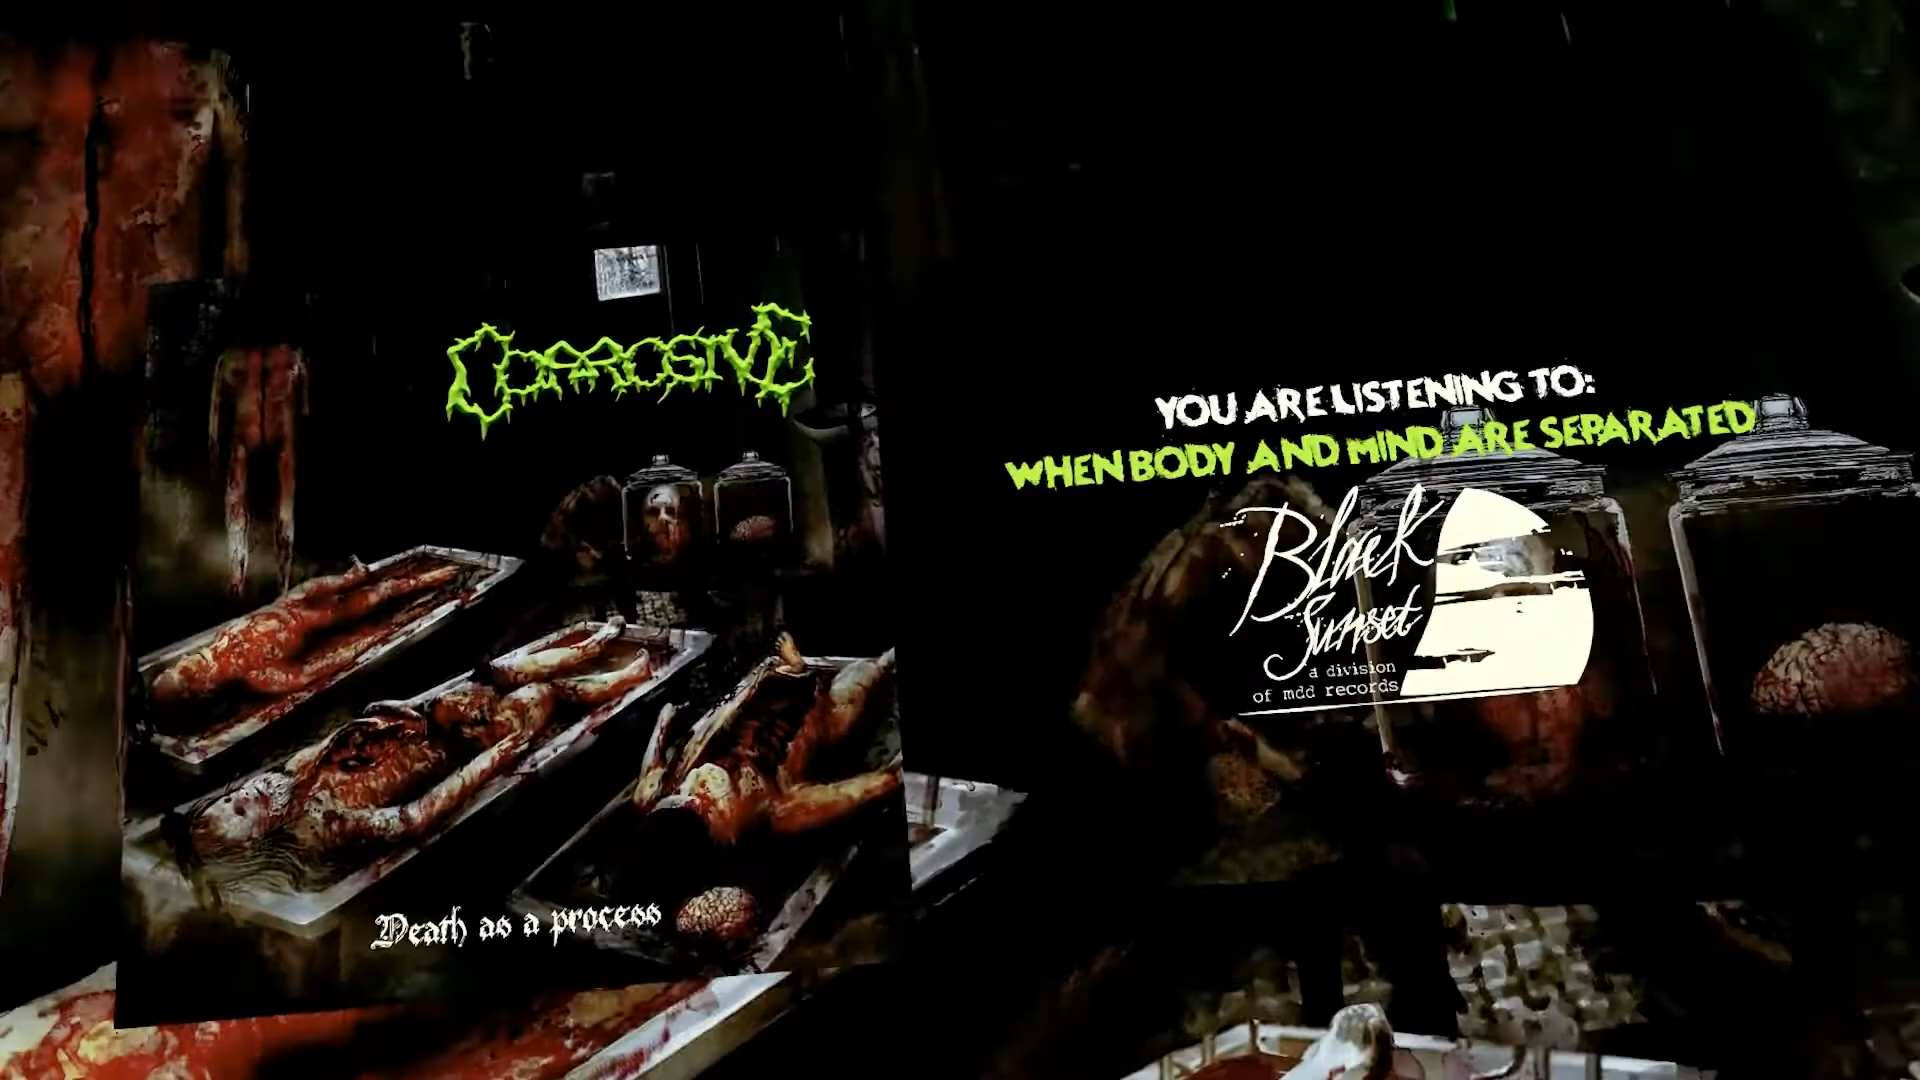 CORROSIVE
Death as a process
YOU ARE LISTENING TO:
WHEN BODY AND MIND ARE SEPARATED
Black
Sunset
a division
of mdd records